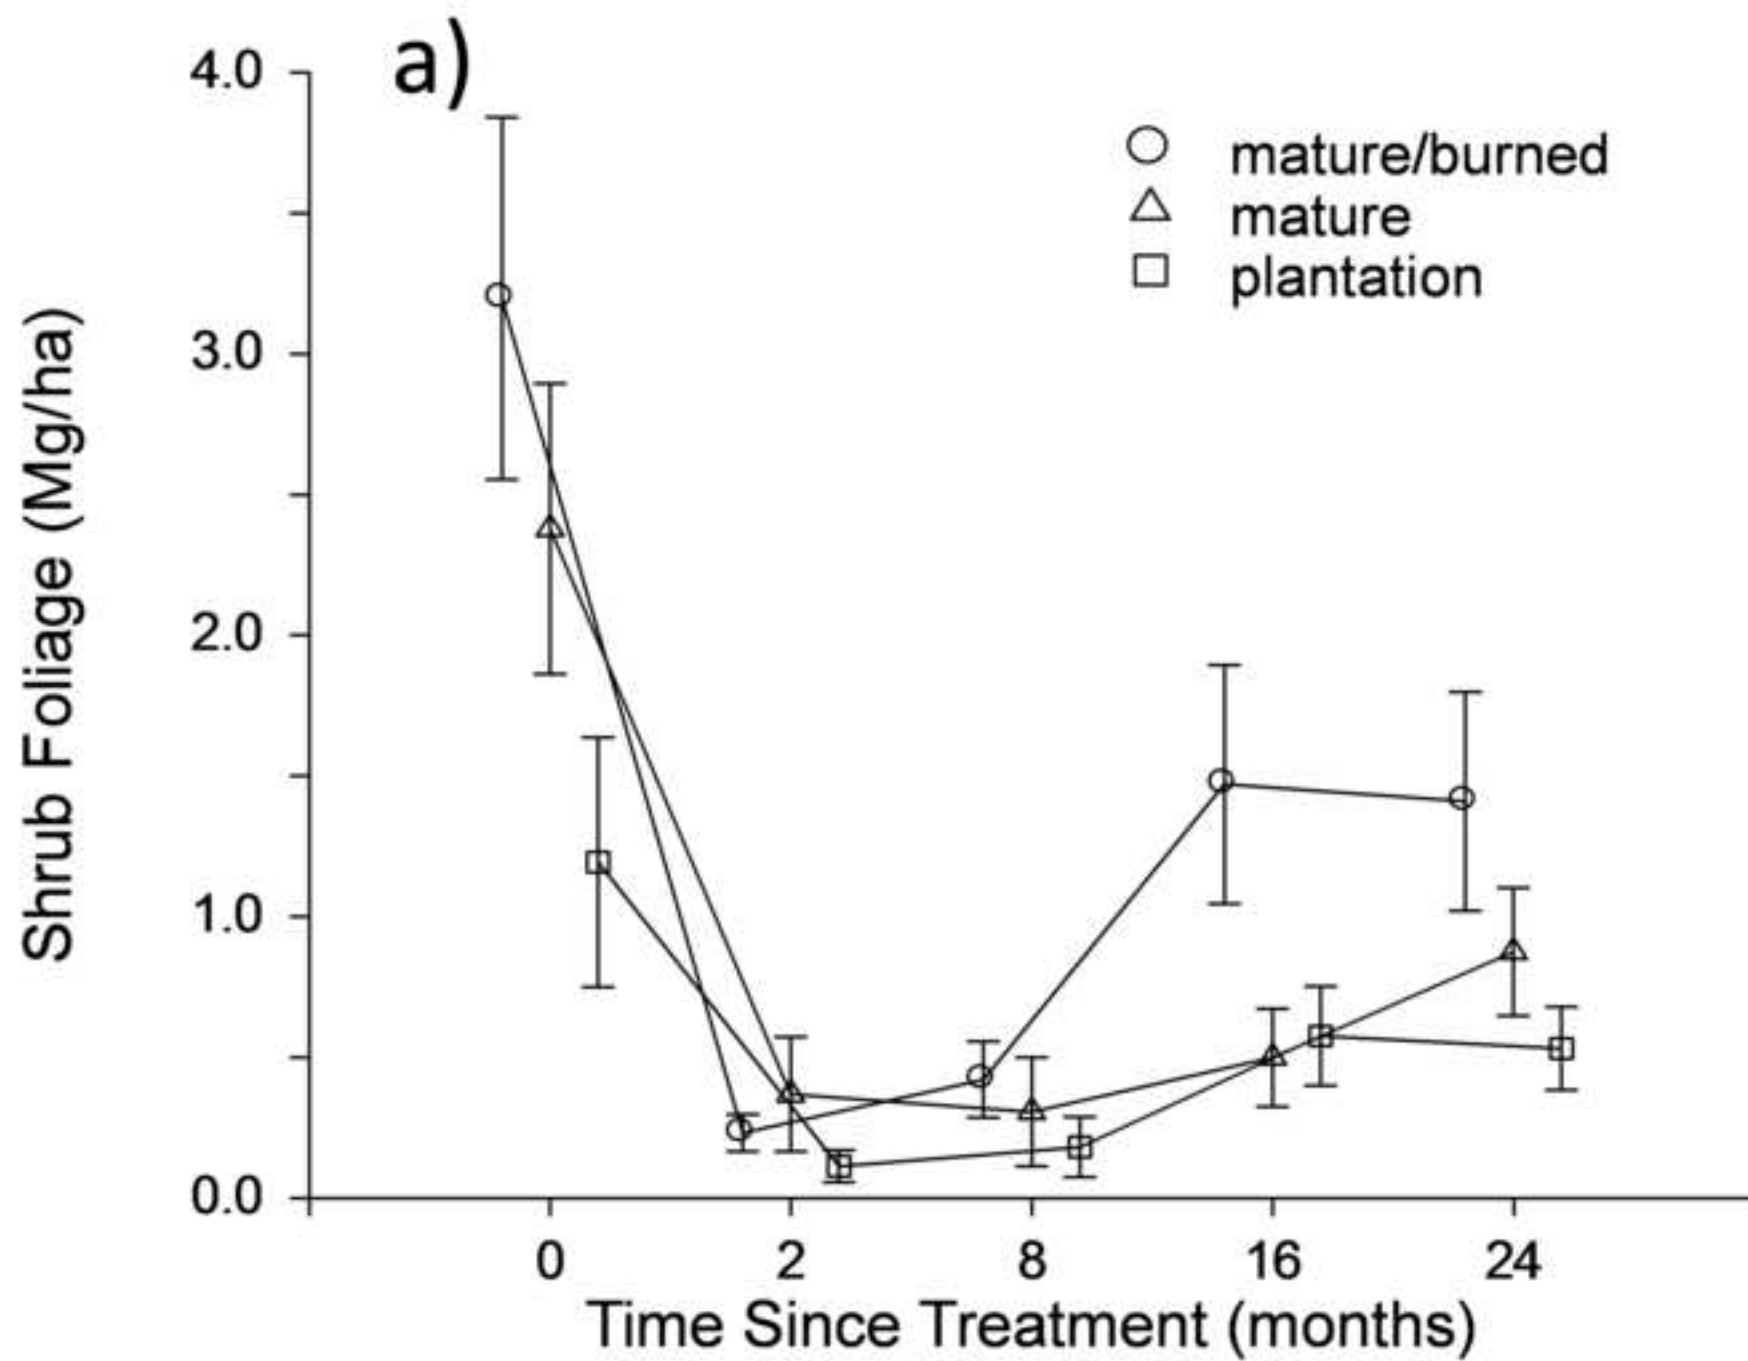 a)
4.0
3.0
2.0
1.0
0.0
Shrub Foliage (Mg/ha)
mature/burned
mature
plantation
0 2 8 16 24
Time Since Treatment (months)